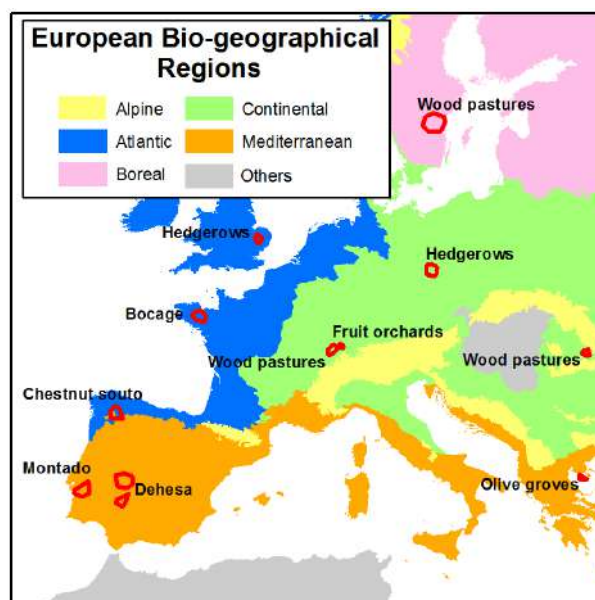 European Bio-geographical
Regions
Alpine
Continental
Atlantic
Mediterranean
Boreal
Others
Wood pastures
Hedgerows
Hedgerows
Bocage
Fruit orchards
Wood pastures
Wood pastures
Chestnut souto
Montado
Dehesa
Olive groves